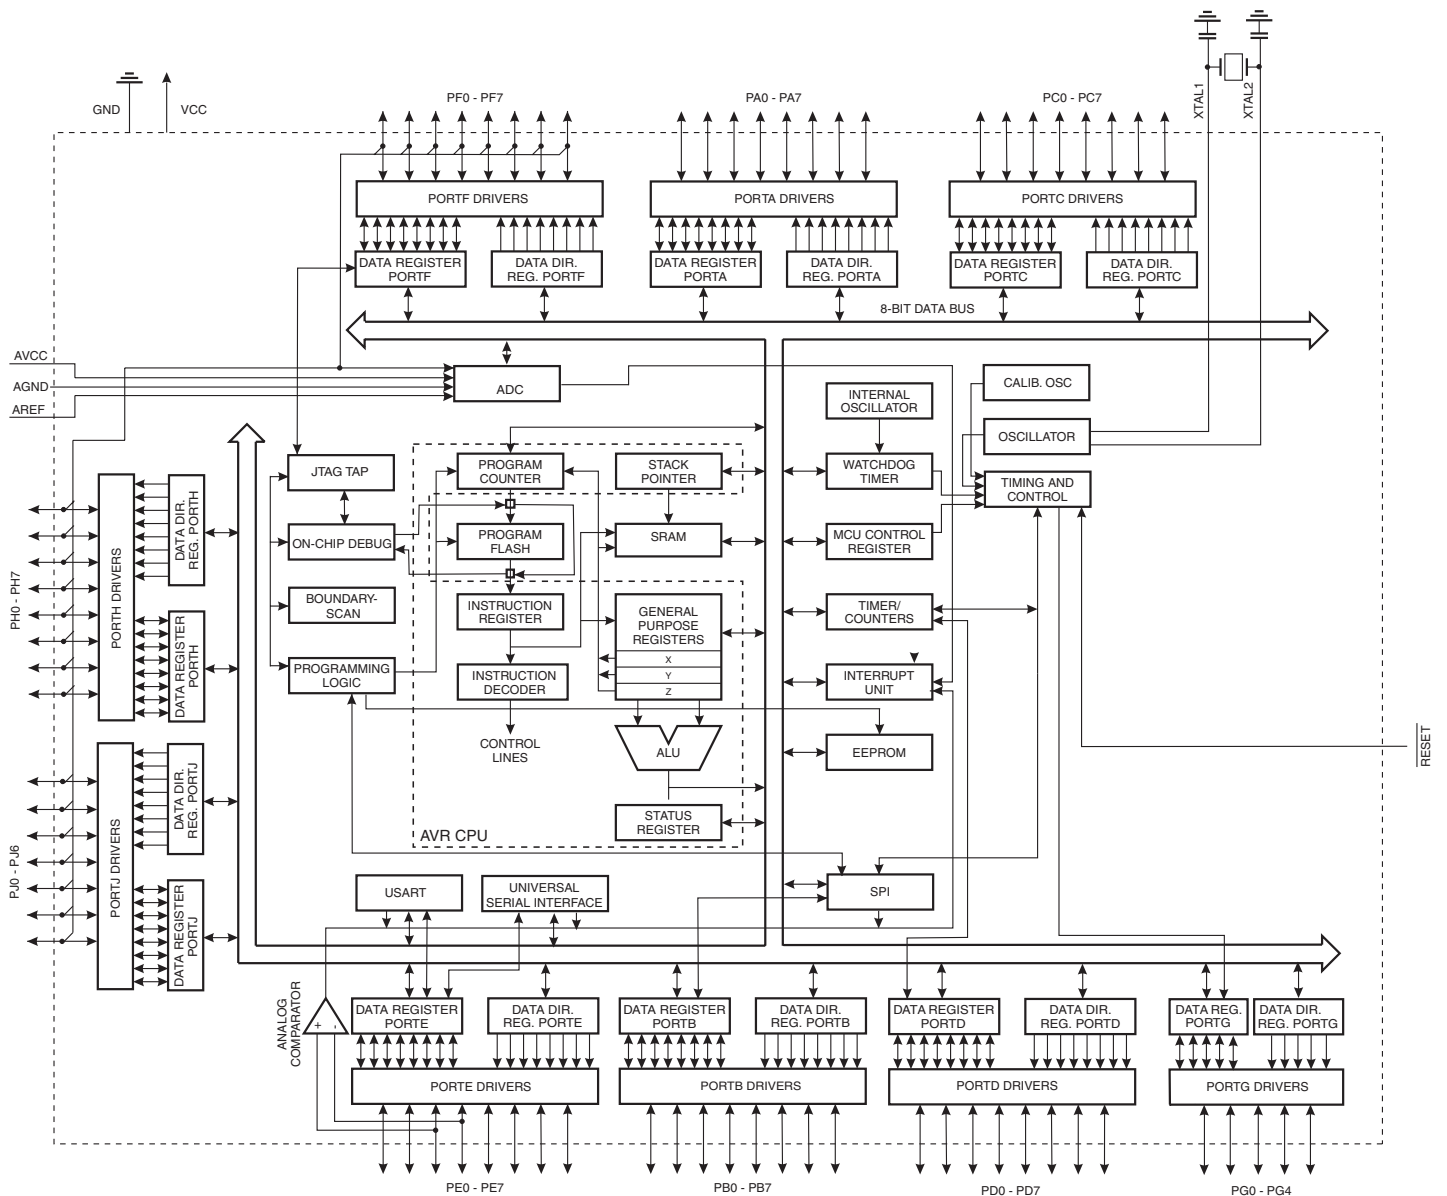 XTAL1
XTAL2
GND
VCC
PF0 - PF7
PA0 - PA7
PC0 - PC7
PORTF DRIVERS
PORTA DRIVERS
PORTC DRIVERS
DATA REGISTER
PORTF
DATA DIR.
REG. PORTF
DATA REGISTER
PORTA
DATA DIR.
REG. PORTA
DATA REGISTER
PORTC
DATA DIR.
REG. PORTC
8-BIT DATA BUS
AVCC
AGND
AREF
ADC
CALIB. OSC
INTERNAL
OSCILLATOR
OSCILLATOR
JTAG TAP
PROGRAM
COUNTER
STACK
POINTER
WATCHDOG
TIMER
TIMING AND
CONTROL
ON-CHIP DEBUG
PROGRAM
FLASH
SRAM
MCU CONTROL
REGISTER
BOUNDARY-
SCAN
INSTRUCTION
REGISTER
GENERAL
PURPOSE
REGISTERS
X
Y
Z
TIMER/
COUNTERS
PROGRAMMING
LOGIC
INSTRUCTION
DECODER
INTERRUPT
UNIT
CONTROL
LINES
ALU
EEPROM
RESET
STATUS
REGISTER
AVR CPU
PH0 - PH7
PORTH DRIVERS
DATA DIR.
REG. PORTH
DATA REGISTER
PORTH
PJ0 - PJ6
PORTJ DRIVERS
DATA DIR.
REG. PORTJ
DATA REGISTER
PORTJ
USART
UNIVERSAL
SERIAL INTERFACE
SPI
ANALOG
COMPARATOR
+
-
DATA REGISTER
PORTE
DATA DIR.
REG. PORTE
DATA REGISTER
PORTB
DATA DIR.
REG. PORTB
DATA REGISTER
PORTD
DATA DIR.
REG. PORTD
DATA REG.
PORTG
DATA DIR.
REG. PORTG
PORTE DRIVERS
PORTB DRIVERS
PORTD DRIVERS
PORTG DRIVERS
PE0 - PE7
PB0 - PB7
PD0 - PD7
PG0 - PG4